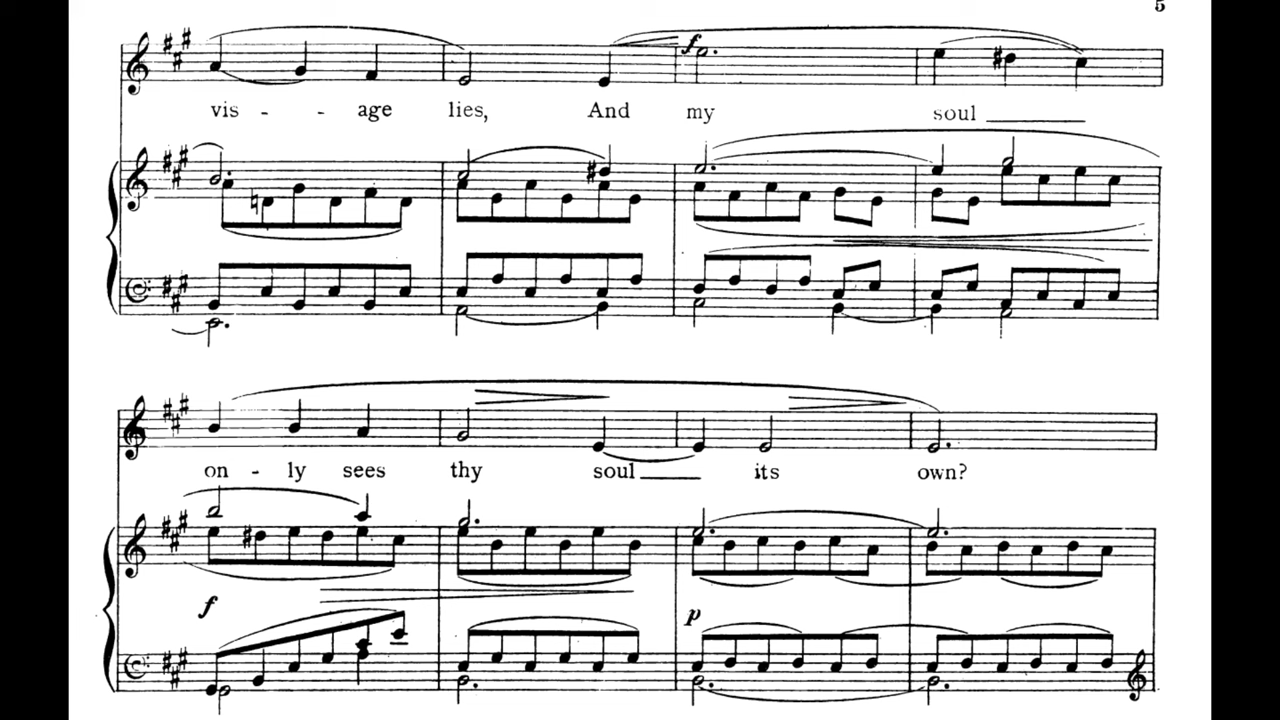 5
f
vis - - age lies, And my soul
on - ly sees thy soul its own?
f
p